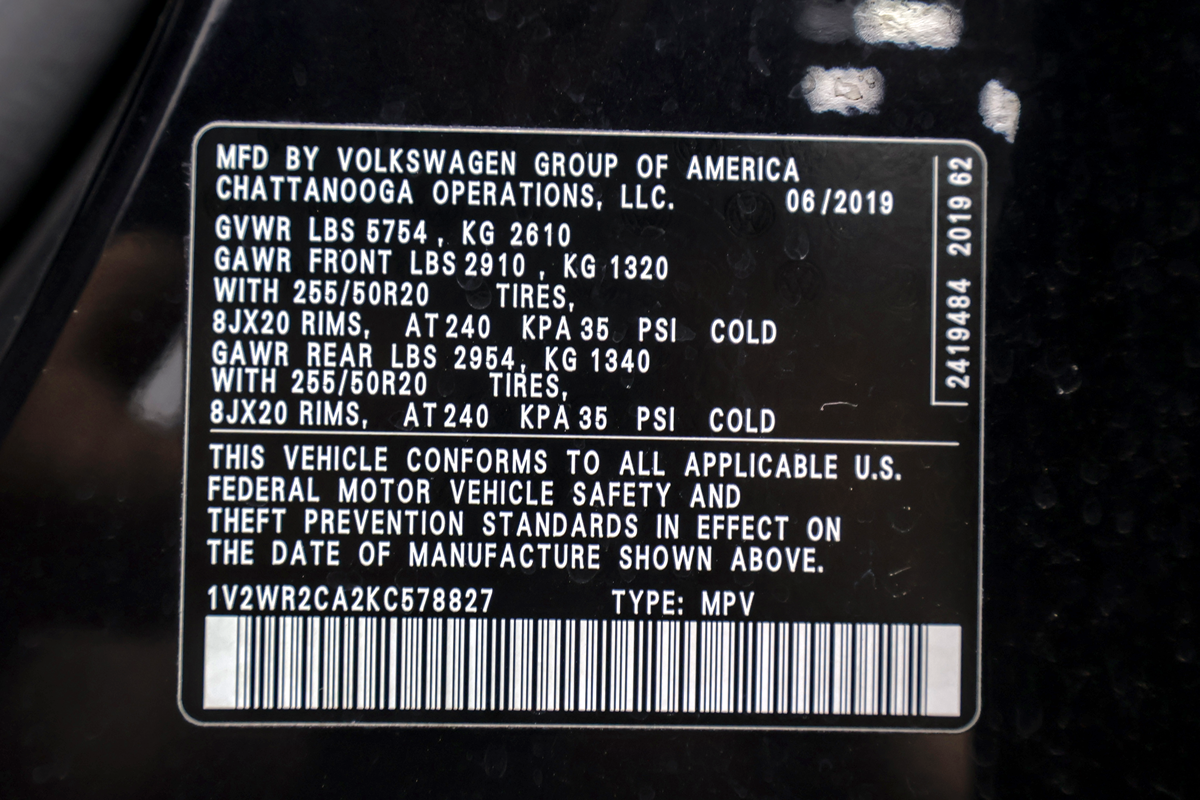 MFD BY VOLKSWAGEN GROUP OF AMERICA
CHATTANOOGA OPERATIONS, LLC. 06/2019
GVWR LBS 5754, KG 2610
GAWR FRONT LBS 2910, KG 1320
WITH 255/50R20 TIRES,
8JX20 RIMS, AT 240 KPA 35 PSI COLD
GAWR REAR LBS 2954, KG 1340
WITH 255/50R20 TIRES,
8JX20 RIMS, AT 240 KPA 35 PSI COLD
THIS VEHICLE CONFORMS TO ALL APPLICABLE U.S.
FEDERAL MOTOR VEHICLE SAFETY AND
THEFT PREVENTION STANDARDS IN EFFECT ON
THE DATE OF MANUFACTURE SHOWN ABOVE.
1V2WR2CA2KC578827 TYPE: MPV
2419484 2019 62